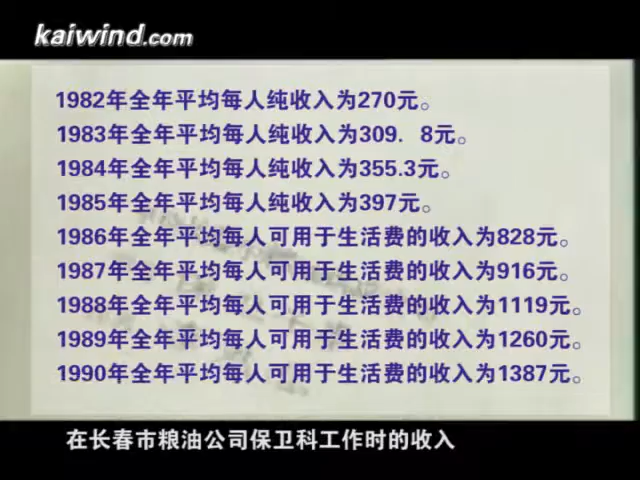 kaiwind.com
1982年全年平均每人纯收入为270元。
1983年全年平均每人纯收入为309. 8元。
1984年全年平均每人纯收入为355.3元。
1985年全年平均每人纯收入为397元。
1986年全年平均每人可用于生活费的收入为828元。
1987年全年平均每人可用于生活费的收入为916元。
1988年全年平均每人可用于生活费的收入为1119元。
1989年全年平均每人可用于生活费的收入为1260元。
1990年全年平均每人可用于生活费的收入为1387元。
在长春市粮油公司保卫科工作时的收入